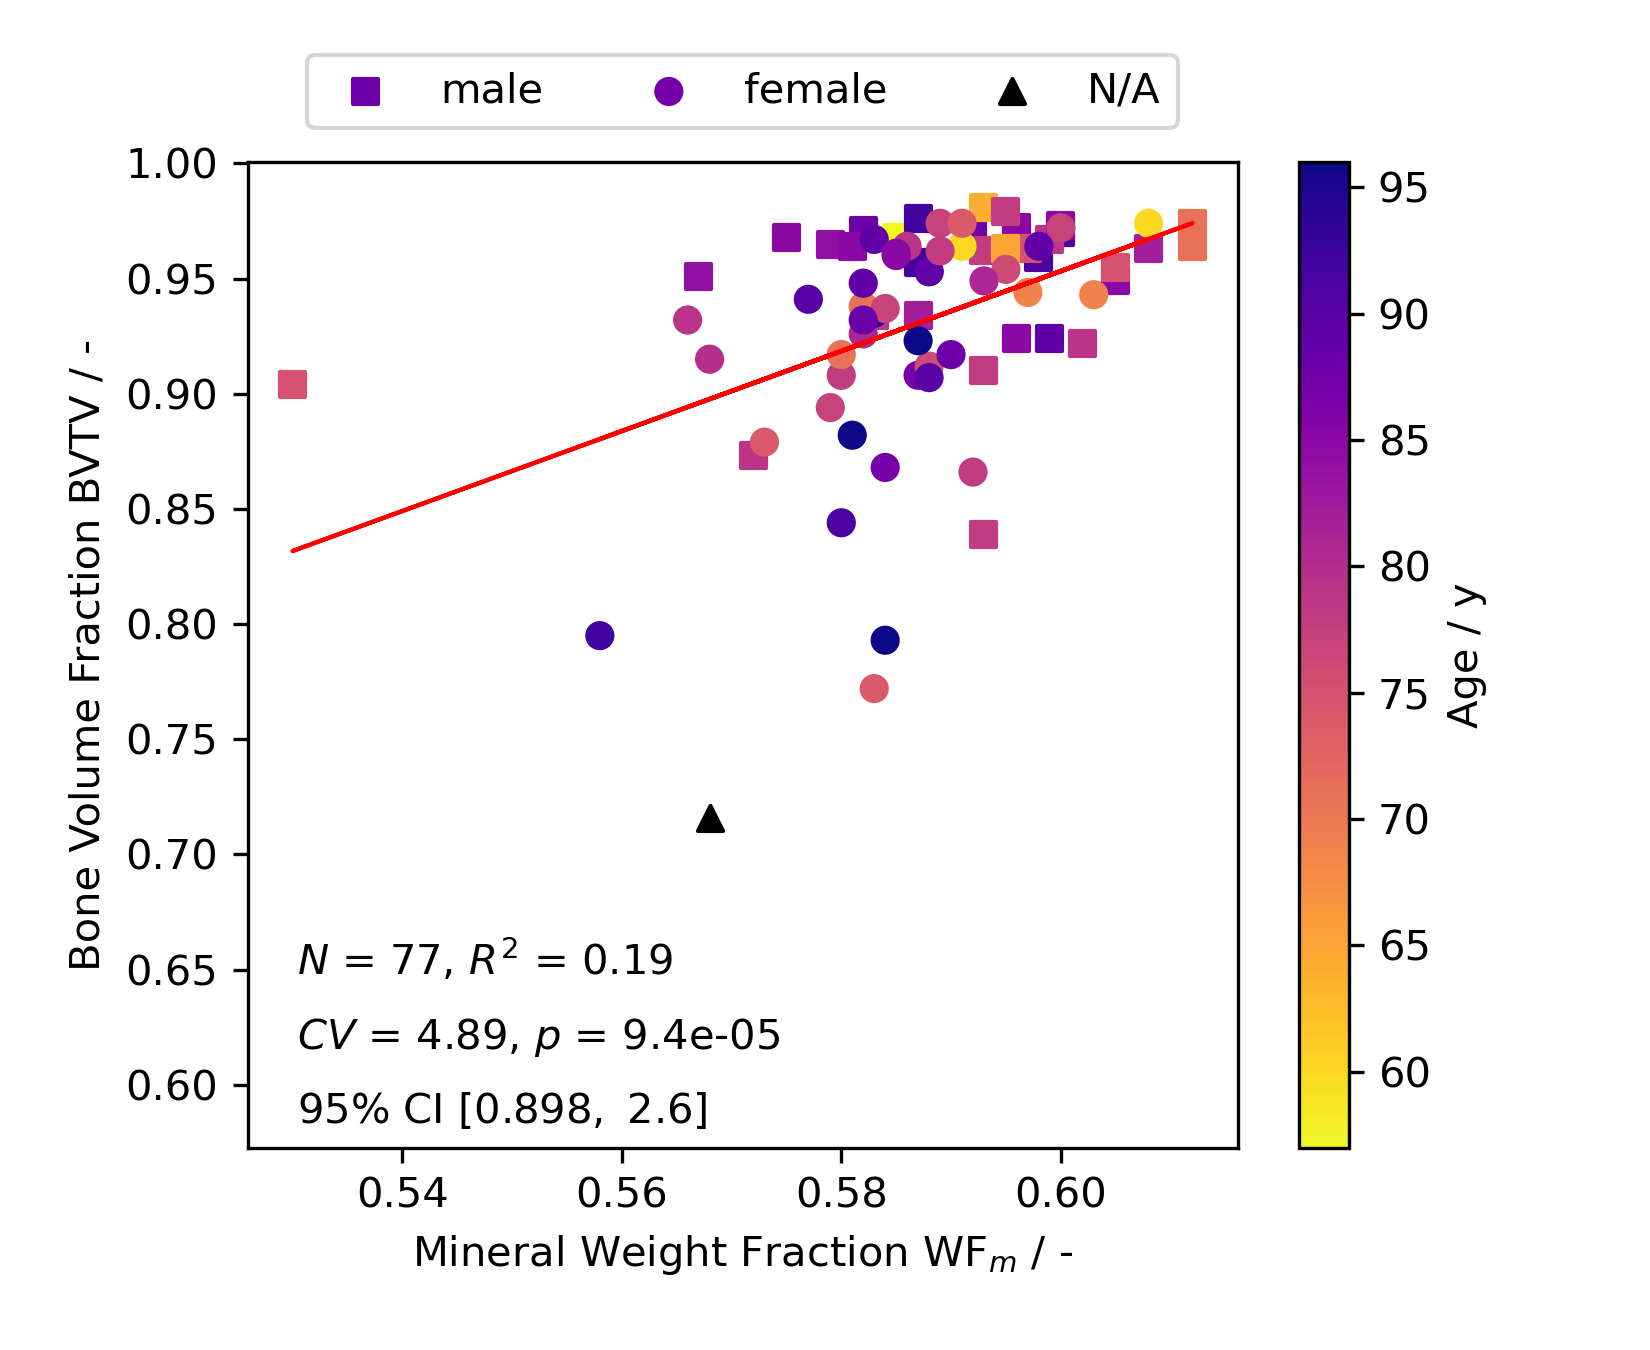 male female N/A
1.00
0.95
0.90
0.85
0.80
0.75
0.70
0.65
0.60
Bone Volume Fraction BVTV / -
N = 77, R² = 0.19
CV = 4.89, p = 9.4e-05
95% CI [0.898, 2.6]
0.54 0.56 0.58 0.60
Mineral Weight Fraction WFₘ / -
95
90
85
80
75
70
65
60
Age / y